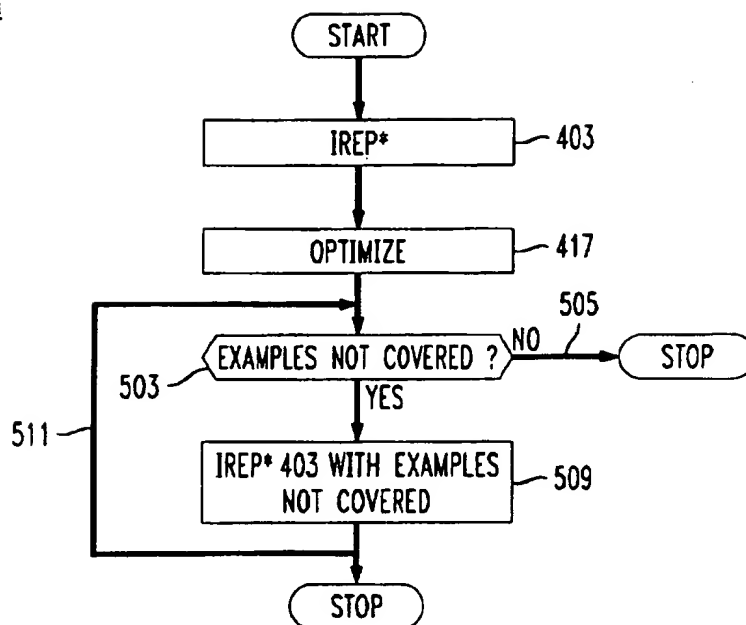 START
IREP*
403
OPTIMIZE
417
505
EXAMPLES NOT COVERED ?
NO
STOP
503
YES
511
IREP* 403 WITH EXAMPLES
NOT COVERED
509
STOP